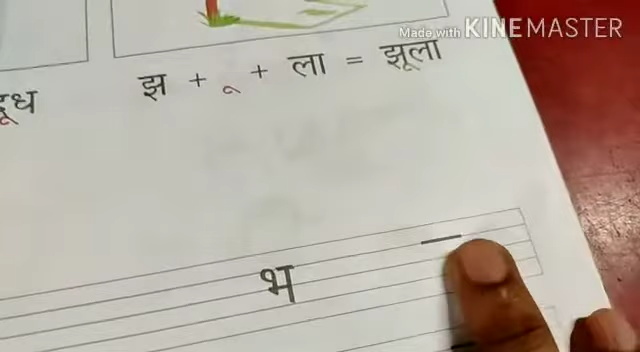 Made with KINEMASTER
झ + ू + ला = झूला
दूध
भ